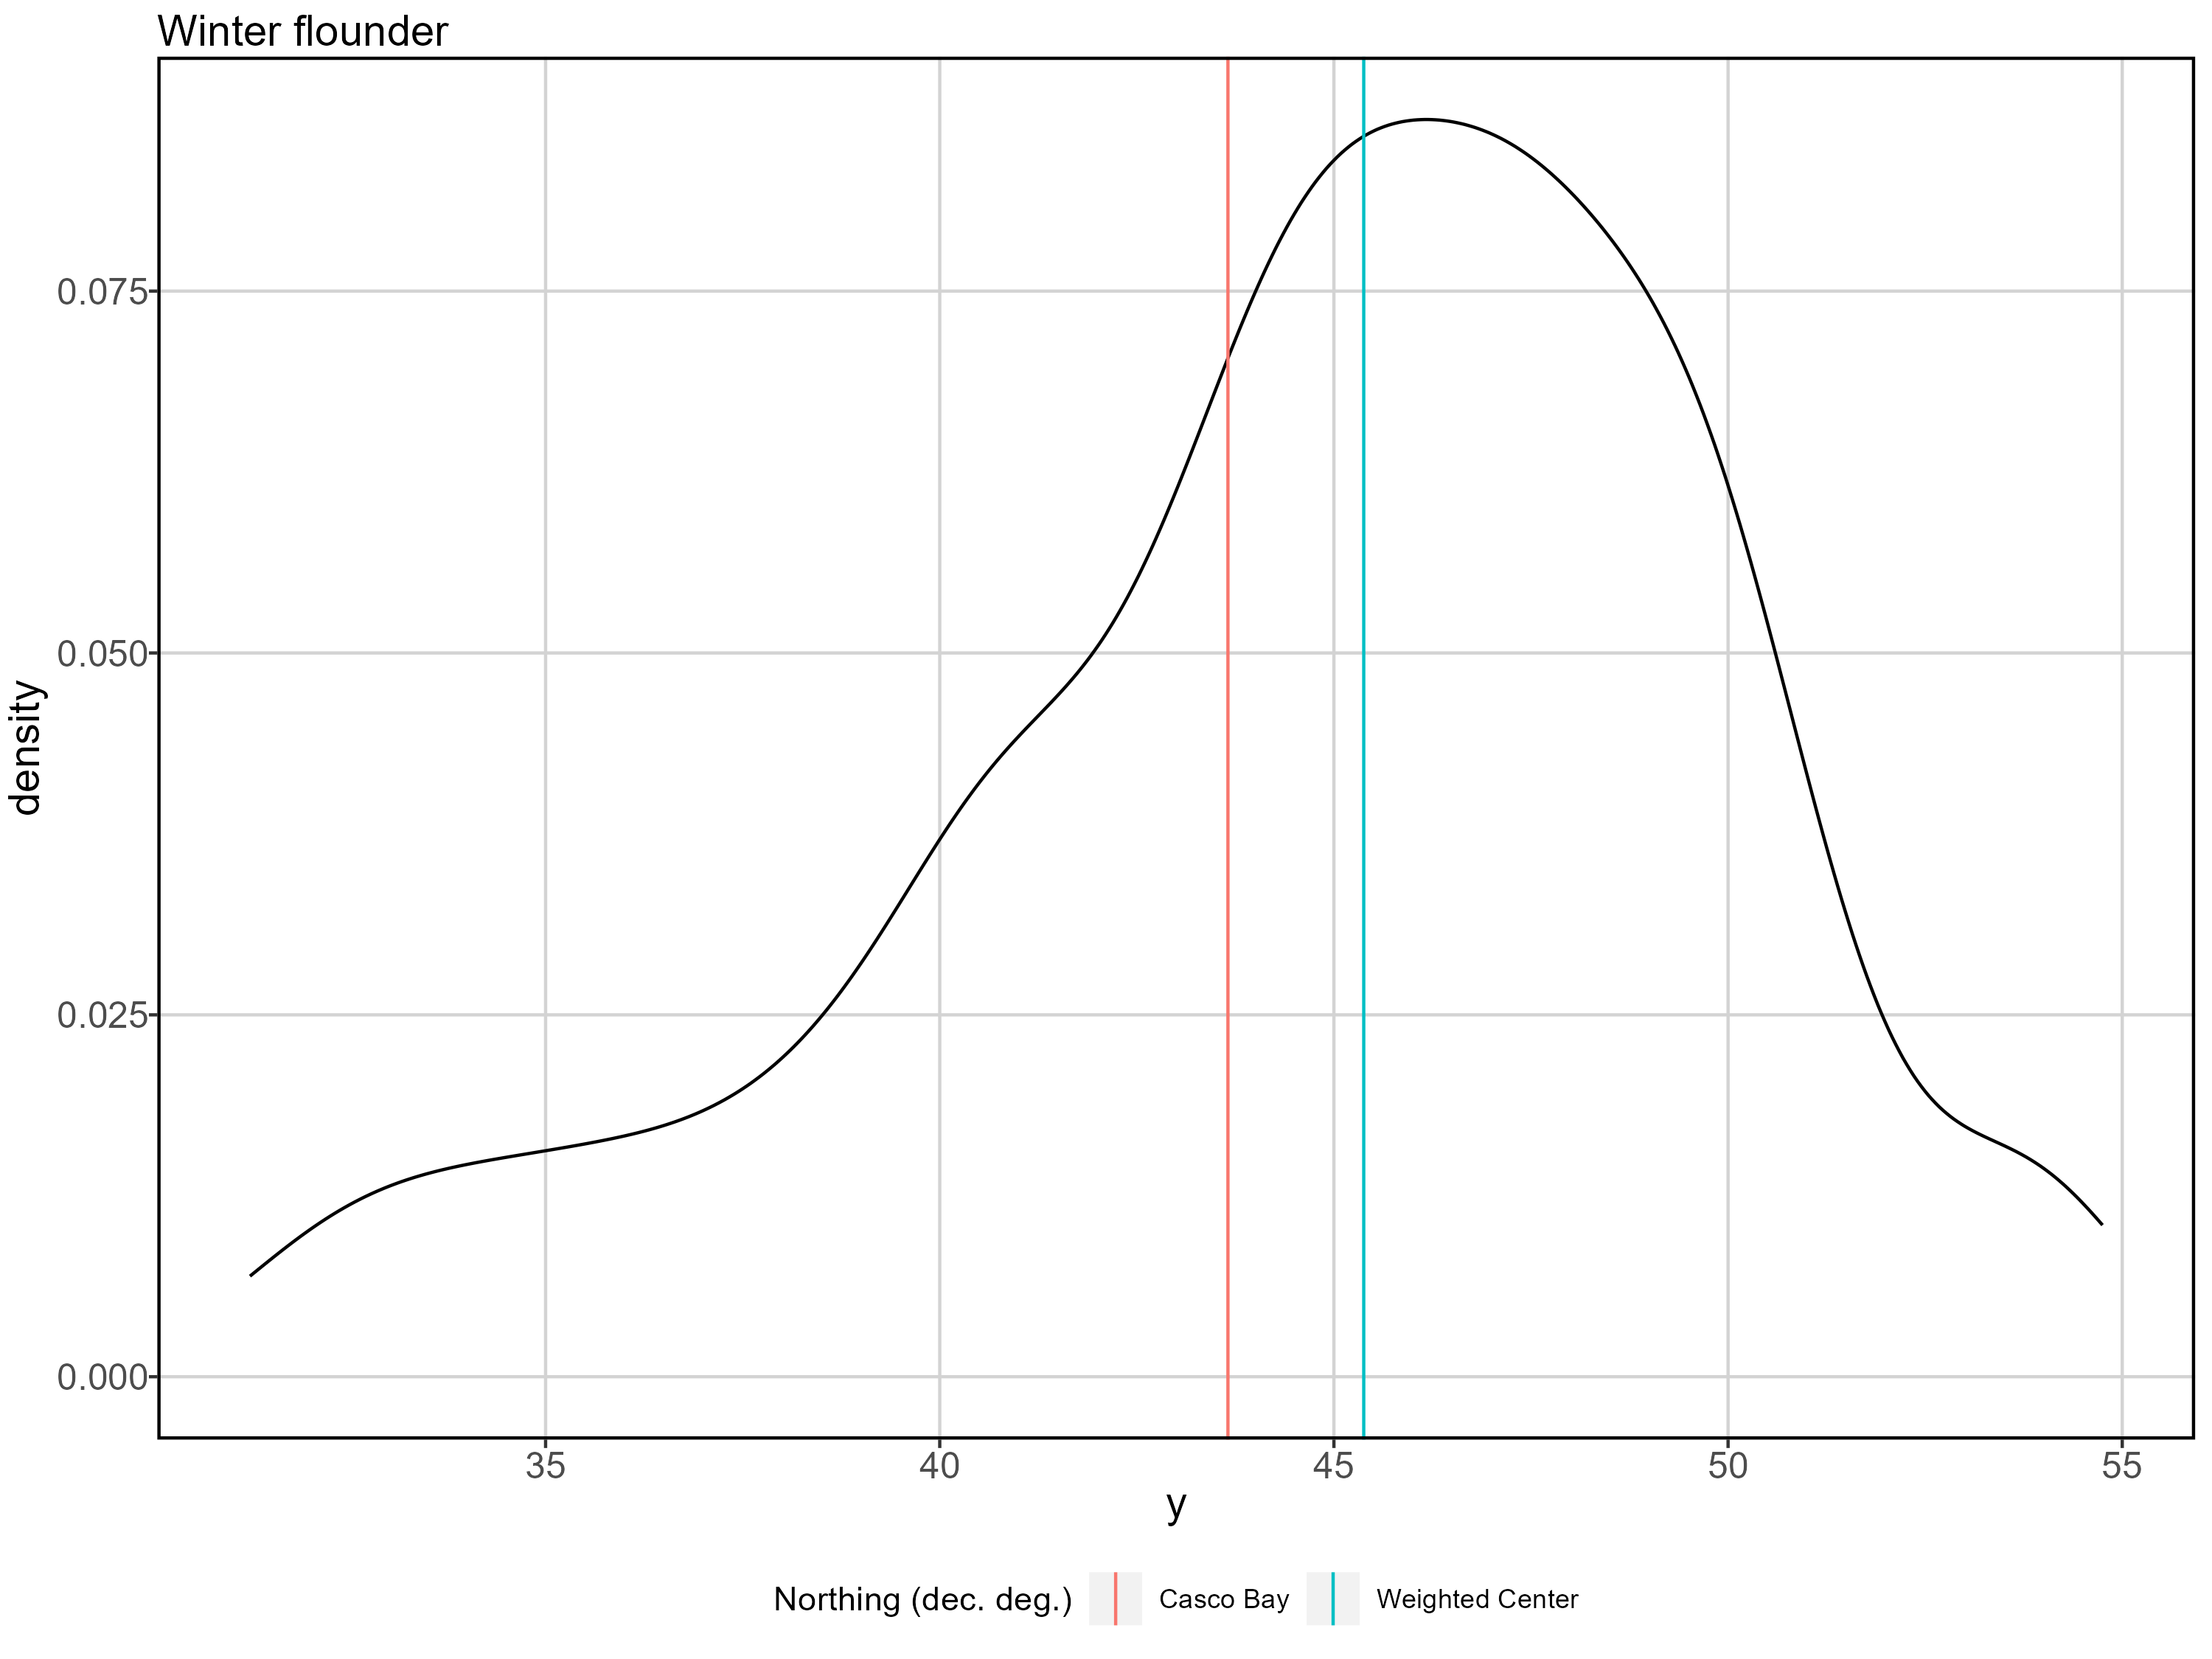 Winter flounder
0.075
0.050
0.025
0.000
density
35 40 45 50 55
y
Northing (dec. deg.) Casco Bay Weighted Center